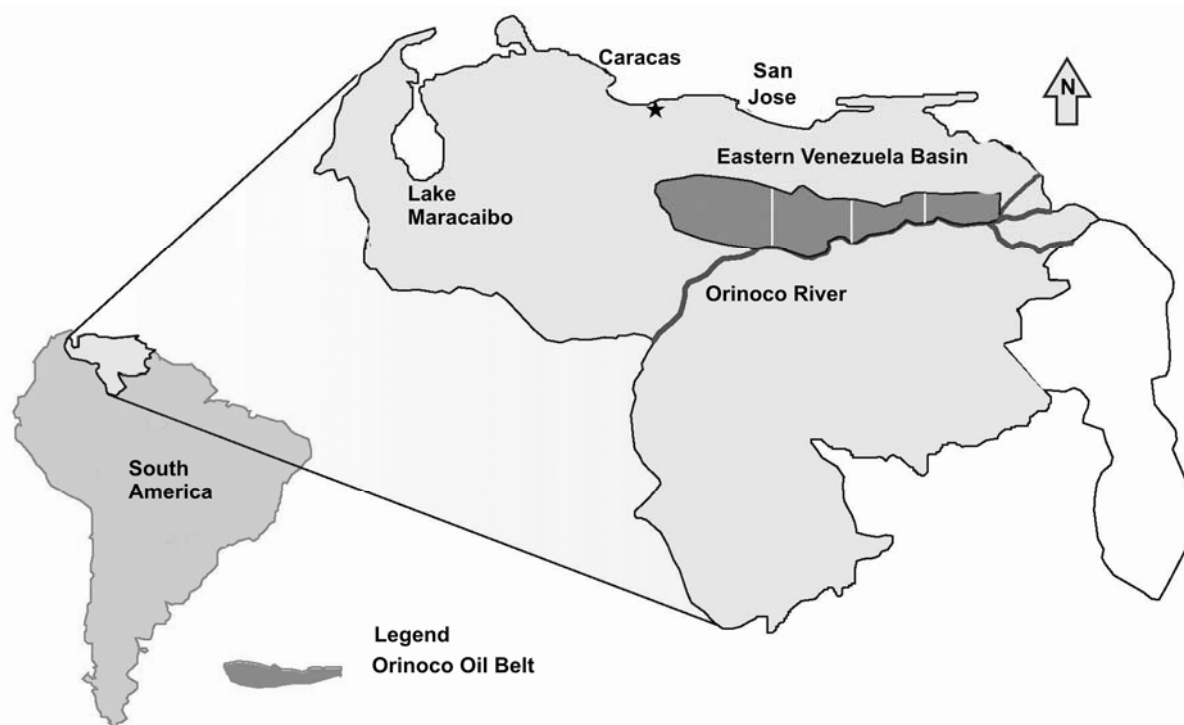 Caracas
San
Jose
N
Eastern Venezuela Basin
Lake
Maracaibo
Orinoco River
South
America
Legend
Orinoco Oil Belt